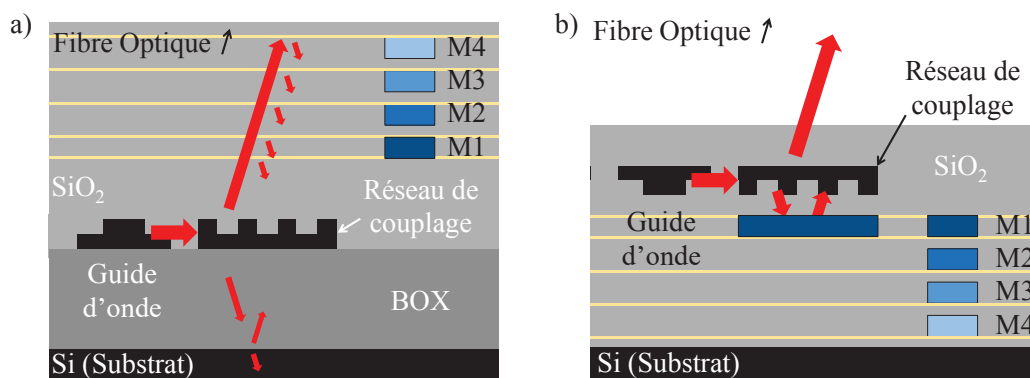 a)
Fibre Optique
M4
M3
M2
M1
SiO2
Réseau de
couplage
Guide
d’onde
BOX
Si (Substrat)
b)
Fibre Optique
Réseau de
couplage
SiO2
Guide
d’onde
M1
M2
M3
M4
Si (Substrat)